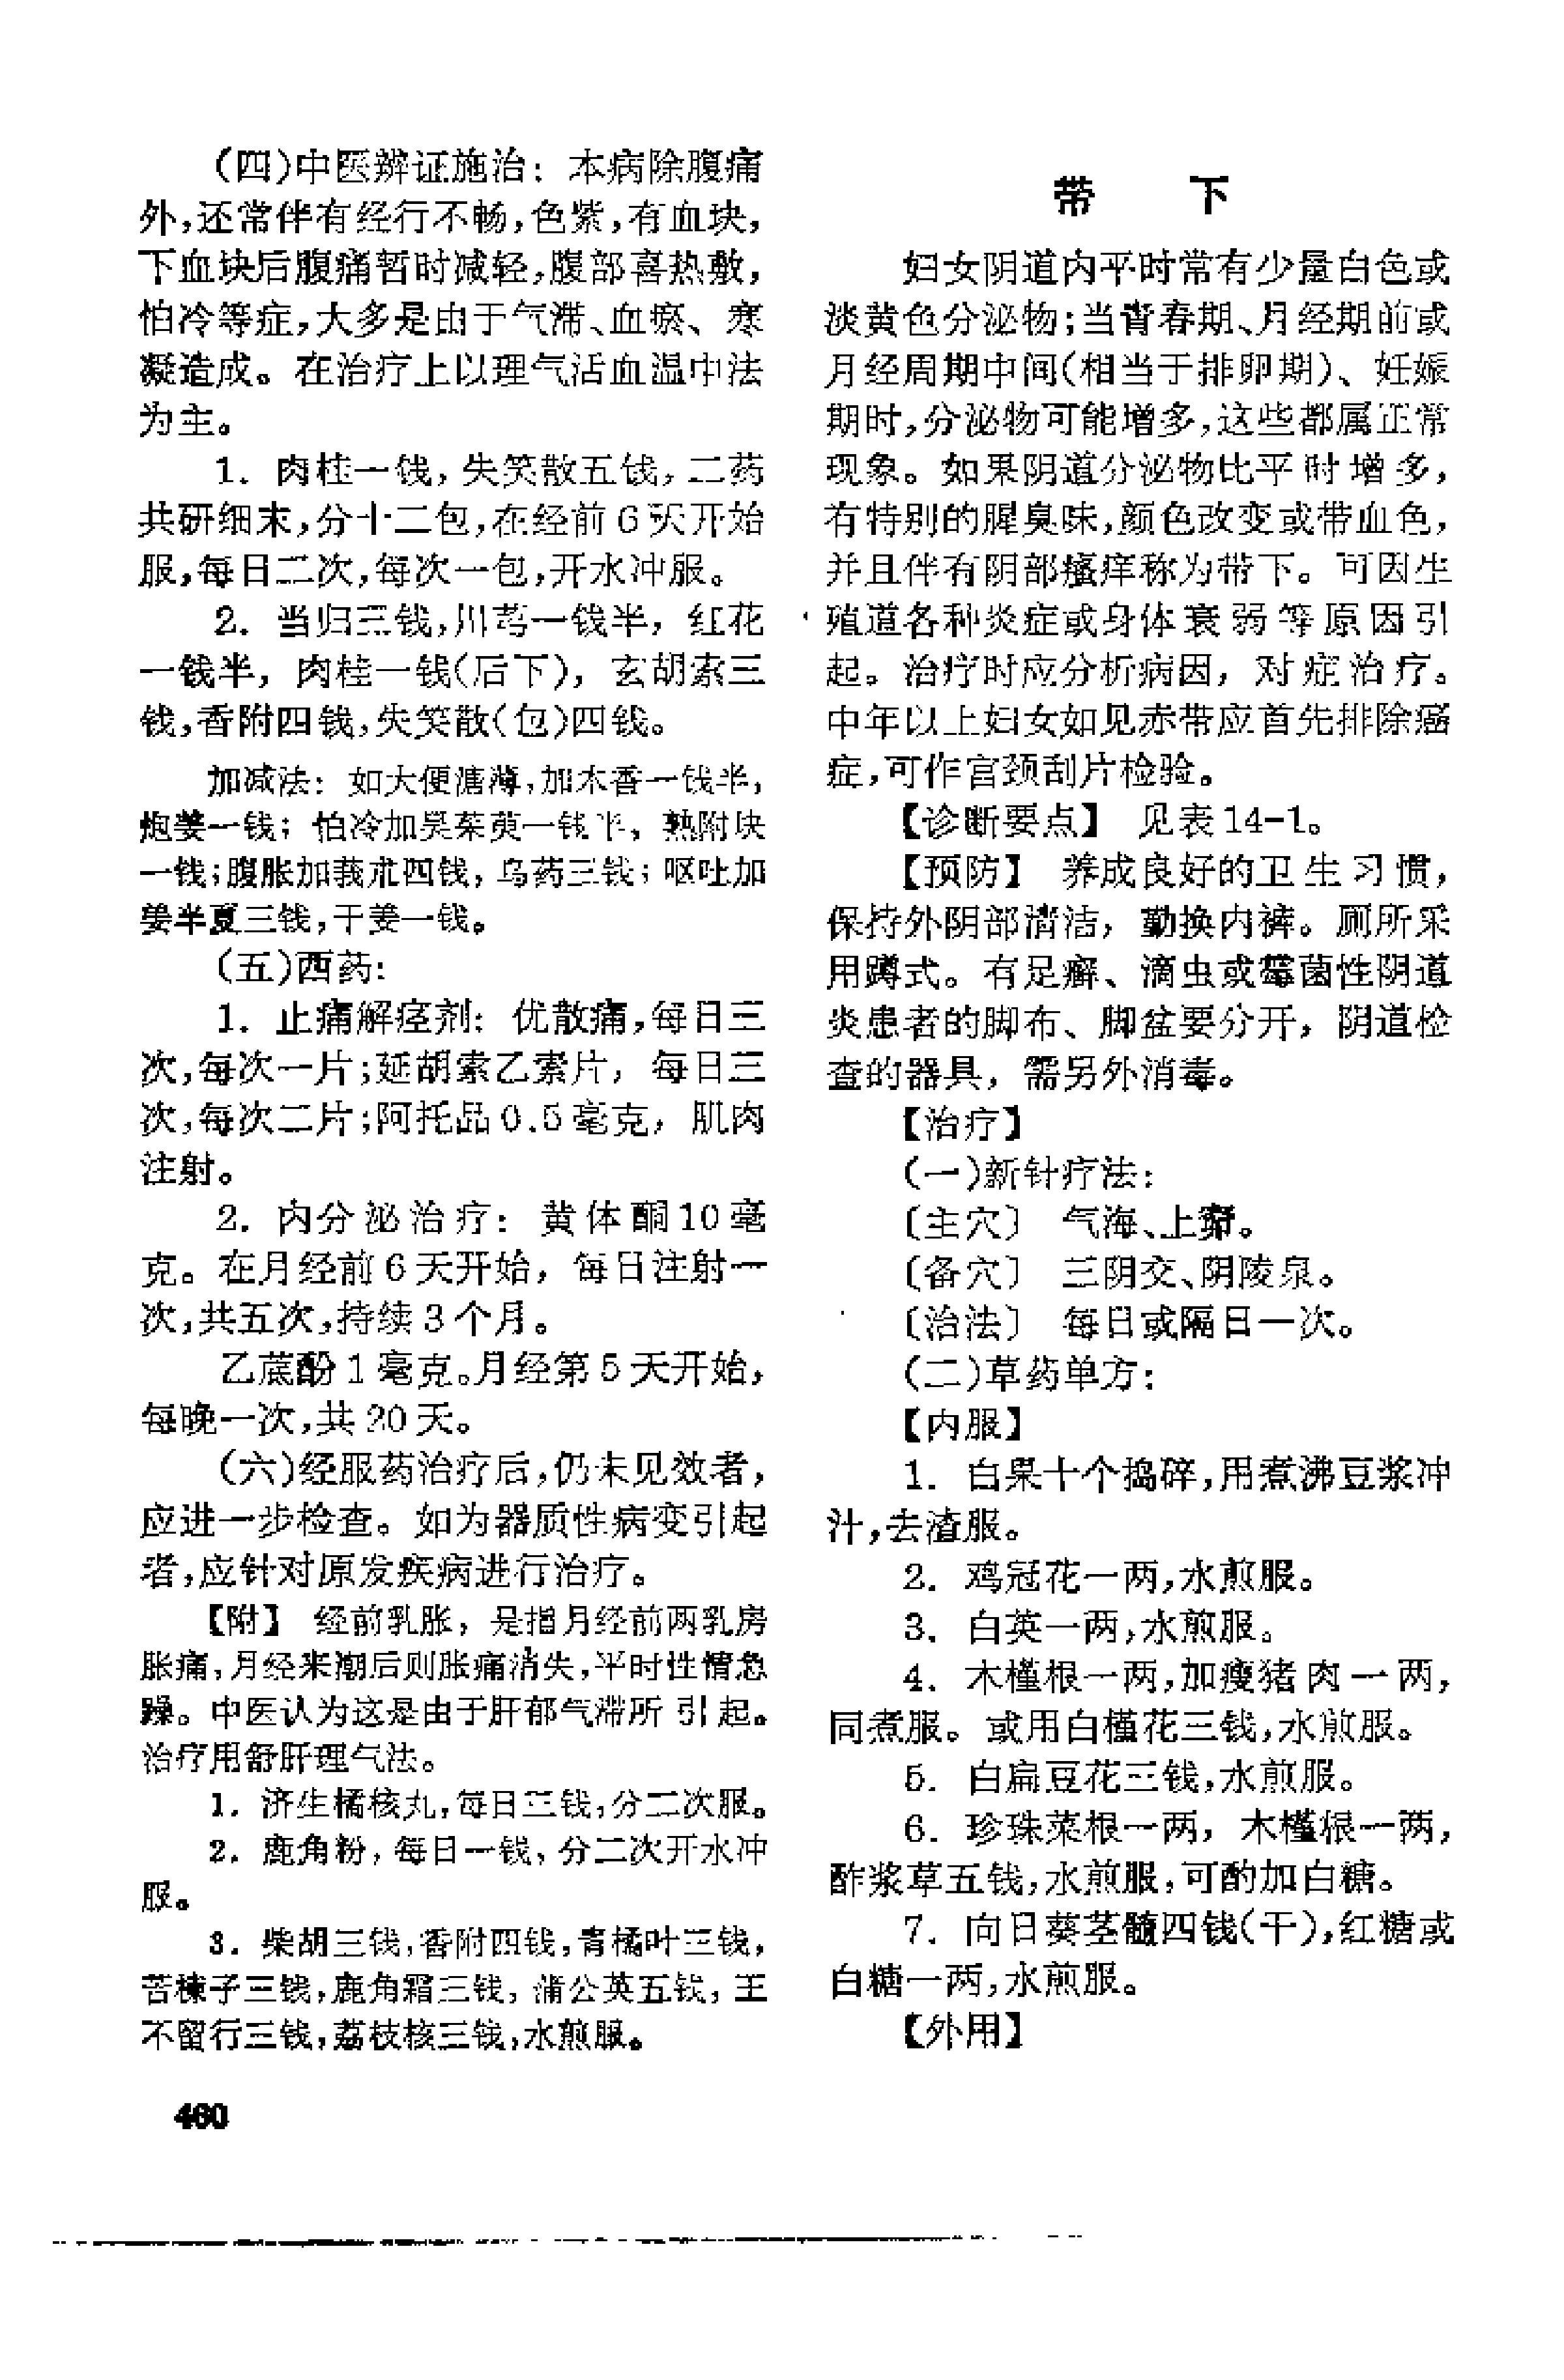 (四)中医辨证施治：本病除腹痛
外,还常伴有经行不畅,色紫,有血块,
下血块后腹痛暂时减轻,腹部喜热敷,
怕冷等症,大多是由于气滞、血瘀、寒
凝造成。在治疗上以理气活血温中法
为主。
1. 肉桂一钱,失笑散五钱,二药
共研细末,分十二包,在经前6天开始
服,每日二次,每次一包,开水冲服。
2. 当归三钱,川芎一钱半,红花
一钱半,肉桂一钱(后下),玄胡索三
钱,香附四钱,失笑散(包)四钱。
加减法：如大便溏薄,加木香一钱半,
炮姜一钱；怕冷加吴茱萸一钱半,熟附块
一钱;腹胀加莪朮四钱,乌药三钱；呕吐加
姜半夏三钱,干姜一钱。
(五)西药：
1. 止痛解痉剂：优散痛,每日三
次,每次一片;延胡索乙素片,每日三
次,每次二片;阿托品0.5毫克,肌肉
注射。
2. 内分泌治疗：黄体酮10毫
克。在月经前6天开始,每日注射一
次,共五次,持续3个月。
乙蔗酚1毫克。月经第5天开始,
每晚一次,共20天。
(六)经服药治疗后,仍未见效者,
应进一步检查。如为器质性病变引起
者,应针对原发疾病进行治疗。
【附】 经前乳胀,是指月经前两乳房
胀痛,月经来潮后则胀痛消失,平时性情急
躁。中医认为这是由于肝郁气滞所引起。
治疗用舒肝理气法。
1. 济生橘核丸,每日三钱,分二次服。
2. 鹿角粉,每日一钱,分二次开水冲
服。
3. 柴胡三钱,香附四钱,青橘叶三钱,
苦楝子三钱,鹿角霜三钱,蒲公英五钱,王
不留行三钱,荔枝核三钱,水煎服。
460
带 下
妇女阴道内平时常有少量白色或
淡黄色分泌物;当青春期、月经期前或
月经周期中间(相当于排卵期)、妊娠
期时,分泌物可能增多,这些都属正常
现象。如果阴道分泌物比平时增多,
有特别的腥臭味,颜色改变或带血色,
并且伴有阴部瘙痒称为带下。可因生
殖道各种炎症或身体衰弱等原因引
起。治疗时应分析病因,对症治疗。
中年以上妇女如见赤带应首先排除癌
症,可作宫颈刮片检验。
【诊断要点】 见表14-1。
【预防】 养成良好的卫生习惯,
保持外阴部清洁,勤换内裤。厕所采
用蹲式。有足癣、滴虫或霉菌性阴道
炎患者的脚布、脚盆要分开,阴道检
查的器具,需另外消毒。
【治疗】
(一)新针疗法：
〔主穴〕 气海、上髎。
〔备穴〕 三阴交、阴陵泉。
〔治法〕 每日或隔日一次。
(二)草药单方：
【内服】
1. 白果十个捣碎,用煮沸豆浆冲
汁,去渣服。
2. 鸡冠花一两,水煎服。
3. 白英一两,水煎服。
4. 木槿根一两,加瘦猪肉一两,
同煮服。或用白槿花三钱,水煎服。
5. 白扁豆花三钱,水煎服。
6. 珍珠菜根一两,木槿根一两,
酢浆草五钱,水煎服,可酌加白糖。
7. 向日葵茎髓四钱(干),红糖或
白糖一两,水煎服。
【外用】